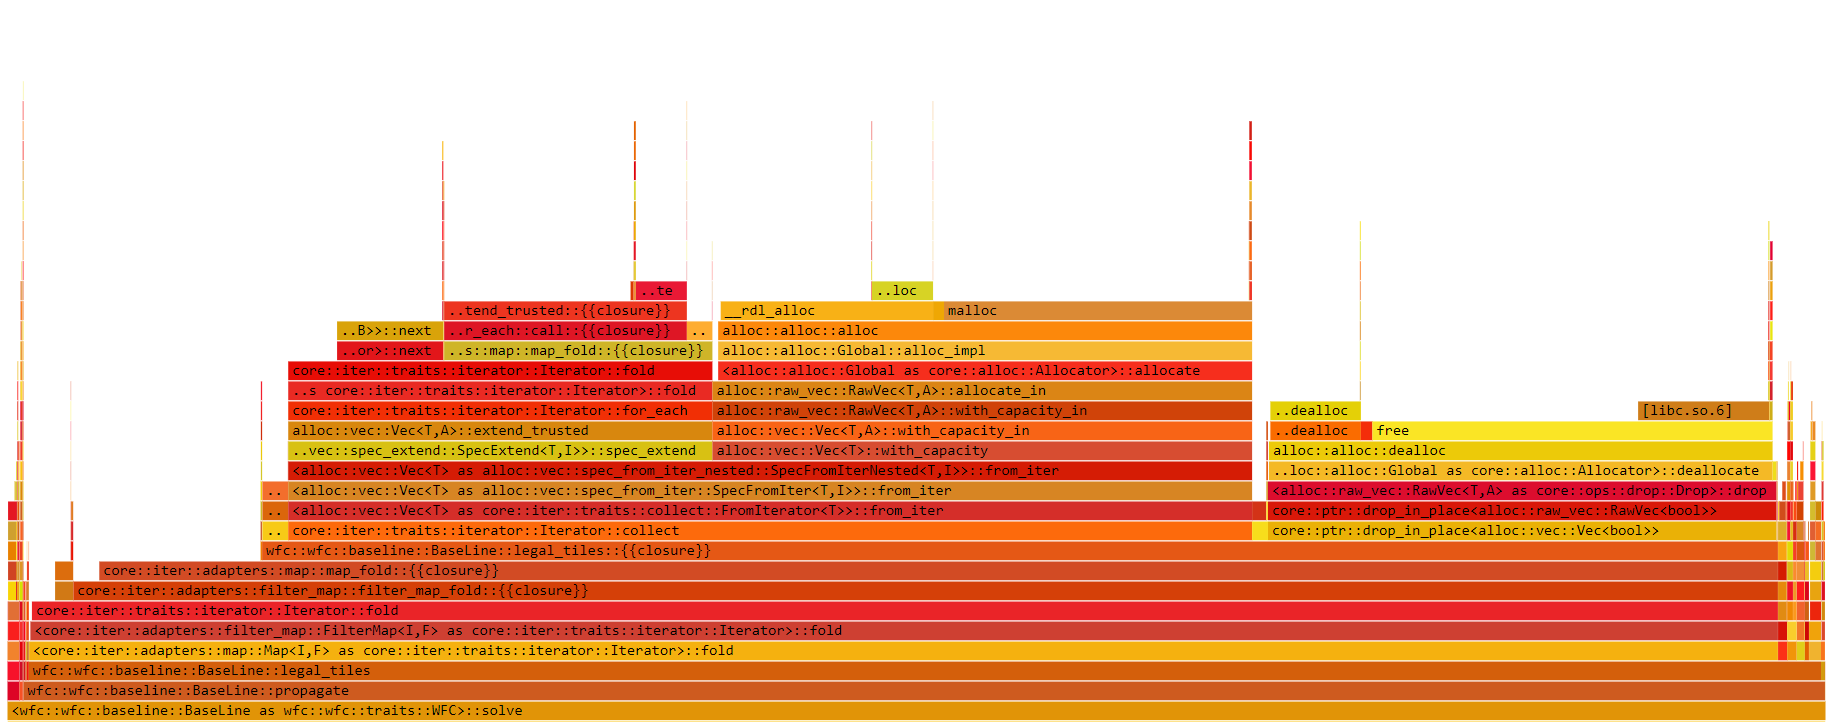 ..te ..loc
..tend_trusted::{{closure}} __rdl_alloc malloc
..B>>::next ..r_each::call::{{closure}} .. alloc::alloc::alloc
..or>::next ..s::map::map_fold::{{closure}} alloc::alloc::Global::alloc_impl
core::iter::traits::iterator::Iterator::fold <alloc::alloc::Global as core::alloc::Allocator>::allocate
..s core::iter::traits::iterator::Iterator>::fold alloc::raw_vec::RawVec<T,A>::allocate_in
core::iter::traits::iterator::Iterator::for_each alloc::raw_vec::RawVec<T,A>::with_capacity_in ..dealloc [libc.so.6]
alloc::vec::Vec<T,A>::extend_trusted alloc::vec::Vec<T,A>::with_capacity_in ..dealloc free
..vec::spec_extend::SpecExtend<T,I>>::spec_extend alloc::vec::Vec<T>::with_capacity alloc::alloc::dealloc
<alloc::vec::Vec<T> as alloc::vec::spec_from_iter_nested::SpecFromIterNested<T,I>>::from_iter ..loc::alloc::Global as core::alloc::Allocator>::deallocate
.. <alloc::vec::Vec<T> as alloc::vec::spec_from_iter::SpecFromIter<T,I>>::from_iter <alloc::raw_vec::RawVec<T,A> as core::ops::drop::Drop>::drop
.. <alloc::vec::Vec<T> as core::iter::traits::collect::FromIterator<T>>::from_iter core::ptr::drop_in_place<alloc::raw_vec::RawVec<bool>>
.. core::iter::traits::iterator::Iterator::collect core::ptr::drop_in_place<alloc::vec::Vec<bool>>
wfc::wfc::baseline::BaseLine::legal_tiles::{{closure}}
core::iter::adapters::map::map_fold::{{closure}}
core::iter::adapters::filter_map::filter_map_fold::{{closure}}
core::iter::traits::iterator::Iterator::fold
<core::iter::adapters::filter_map::FilterMap<I,F> as core::iter::traits::iterator::Iterator>::fold
<core::iter::adapters::map::Map<I,F> as core::iter::traits::iterator::Iterator>::fold
wfc::wfc::baseline::BaseLine::legal_tiles
wfc::wfc::baseline::BaseLine::propagate
<wfc::wfc::baseline::BaseLine as wfc::wfc::traits::WFC>::solve